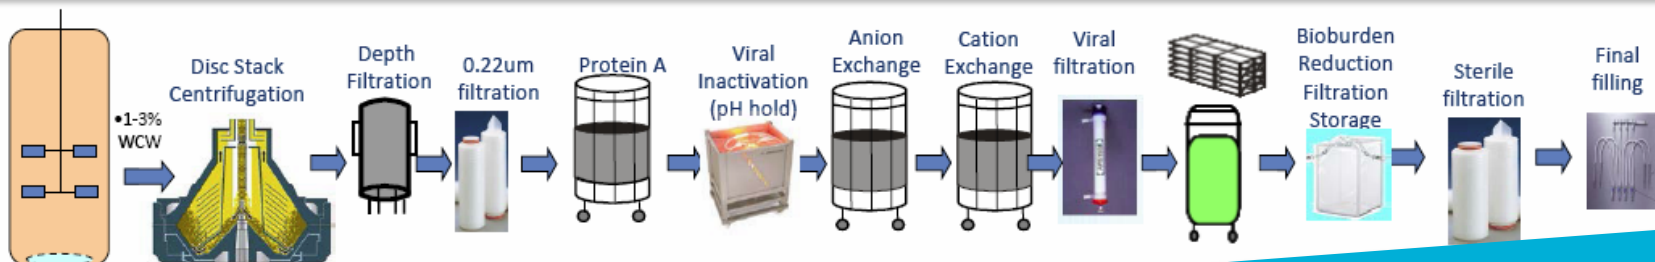 •1-3%
WCW
Disc Stack
Centrifugation
Depth
Filtration
0.22um
filtration
Protein A
Viral
Inactivation
(pH hold)
Anion
Exchange
Cation
Exchange
Viral
filtration
Bioburden
Reduction
Filtration
Storage
Sterile
filtration
Final
filling